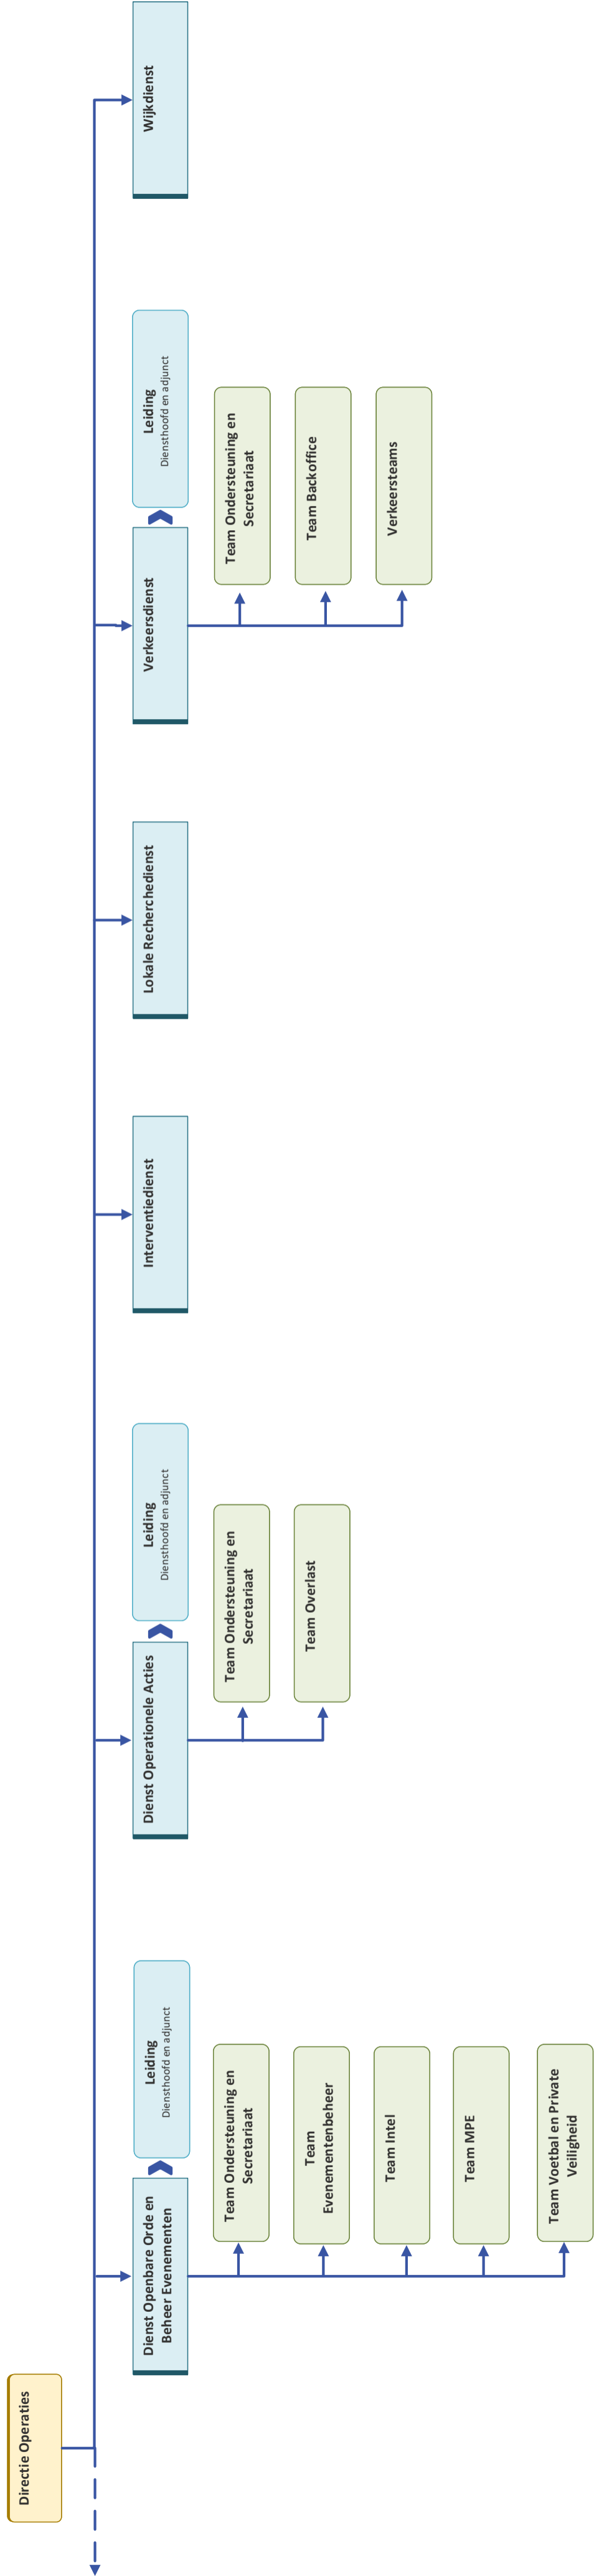 Directie Operaties
Dienst Openbare Orde en
Beheer Evenementen
Leiding
Diensthoofd en adjunct
Team Ondersteuning en
Secretariaat
Team
Evenementenbeheer
Team Intel
Team MPE
Team Voetbal en Private
Veiligheid
Dienst Operationele Acties
Leiding
Diensthoofd en adjunct
Team Ondersteuning en
Secretariaat
Team Overlast
Interventiedienst
Lokale Recherchedienst
Verkeersdienst
Leiding
Diensthoofd en adjunct
Team Ondersteuning en
Secretariaat
Team Backoffice
Verkeersteams
Wijkdienst